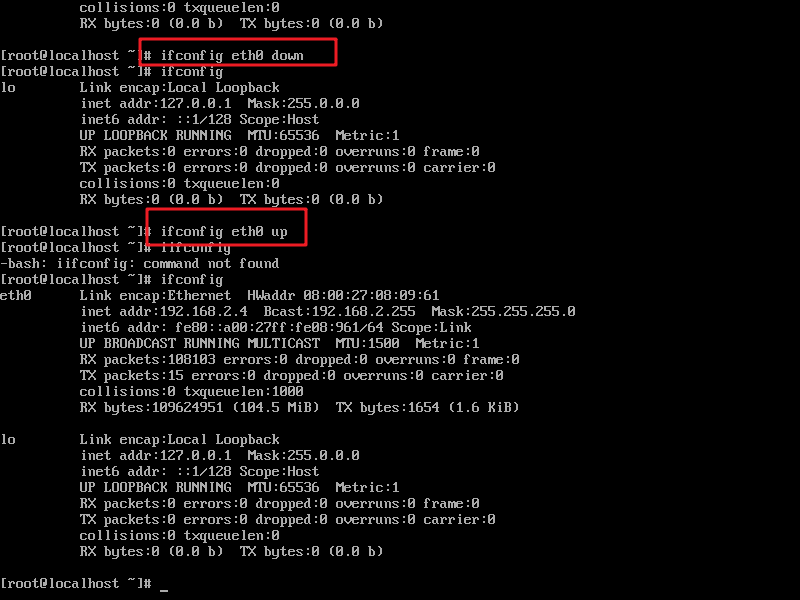 collisions:0 txqueuelen:0
RX bytes:0 (0.0 b)  TX bytes:0 (0.0 b)
[root@localhost ~]# ifconfig eth0 down
[root@localhost ~]# ifconfig
lo        Link encap:Local Loopback
inet addr:127.0.0.1  Mask:255.0.0.0
inet6 addr: ::1/128 Scope:Host
UP LOOPBACK RUNNING  MTU:65536  Metric:1
RX packets:0 errors:0 dropped:0 overruns:0 frame:0
TX packets:0 errors:0 dropped:0 overruns:0 carrier:0
collisions:0 txqueuelen:0
RX bytes:0 (0.0 b)  TX bytes:0 (0.0 b)
[root@localhost ~]# ifconfig eth0 up
[root@localhost ~]# iifconfig
-bash: iifconfig: command not found
[root@localhost ~]# ifconfig
eth0      Link encap:Ethernet  HWaddr 08:00:27:08:09:61
inet addr:192.168.2.4  Bcast:192.168.2.255  Mask:255.255.255.0
inet6 addr: fe80::a00:27ff:fe08:961/64 Scope:Link
UP BROADCAST RUNNING MULTICAST  MTU:1500  Metric:1
RX packets:108103 errors:0 dropped:0 overruns:0 frame:0
TX packets:15 errors:0 dropped:0 overruns:0 carrier:0
collisions:0 txqueuelen:1000
RX bytes:109624951 (104.5 MiB)  TX bytes:1654 (1.6 KiB)
lo        Link encap:Local Loopback
inet addr:127.0.0.1  Mask:255.0.0.0
inet6 addr: ::1/128 Scope:Host
UP LOOPBACK RUNNING  MTU:65536  Metric:1
RX packets:0 errors:0 dropped:0 overruns:0 frame:0
TX packets:0 errors:0 dropped:0 overruns:0 carrier:0
collisions:0 txqueuelen:0
RX bytes:0 (0.0 b)  TX bytes:0 (0.0 b)
[root@localhost ~]# _